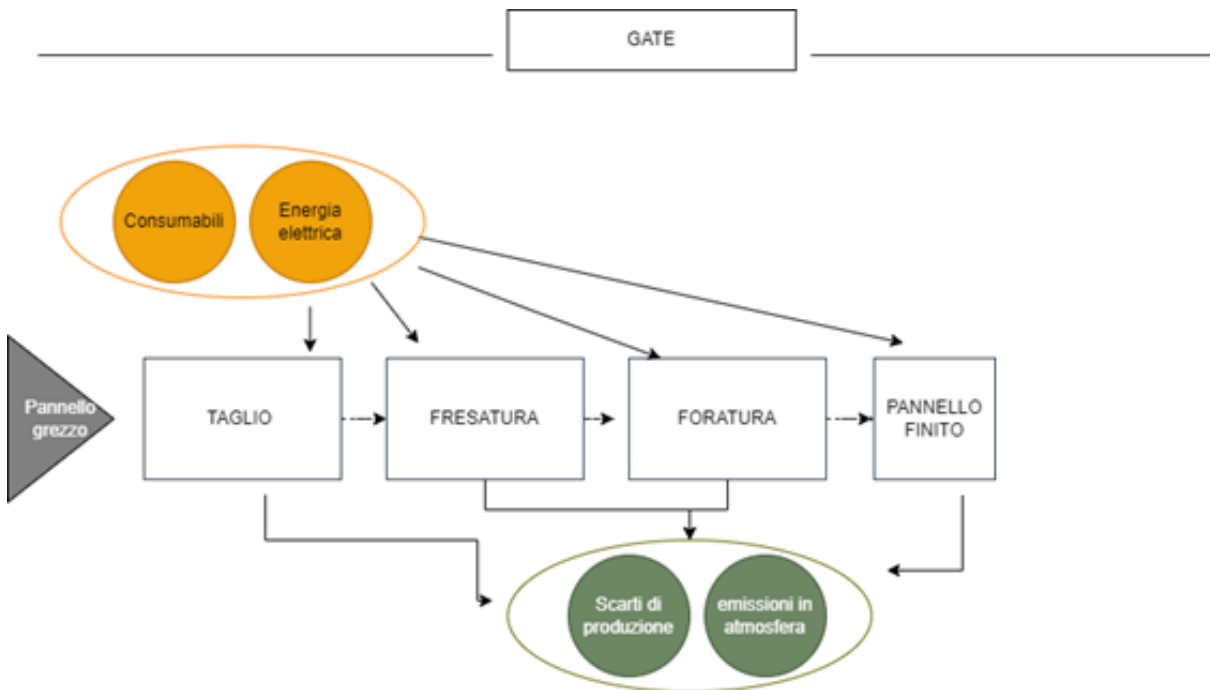 GATE
Consumabili
Energia
elettrica
Pannello
grezzo
TAGLIO
FRESATURA
FORATURA
PANNELLO
FINITO
Scarti di
produzione
emissioni in
atmosfera